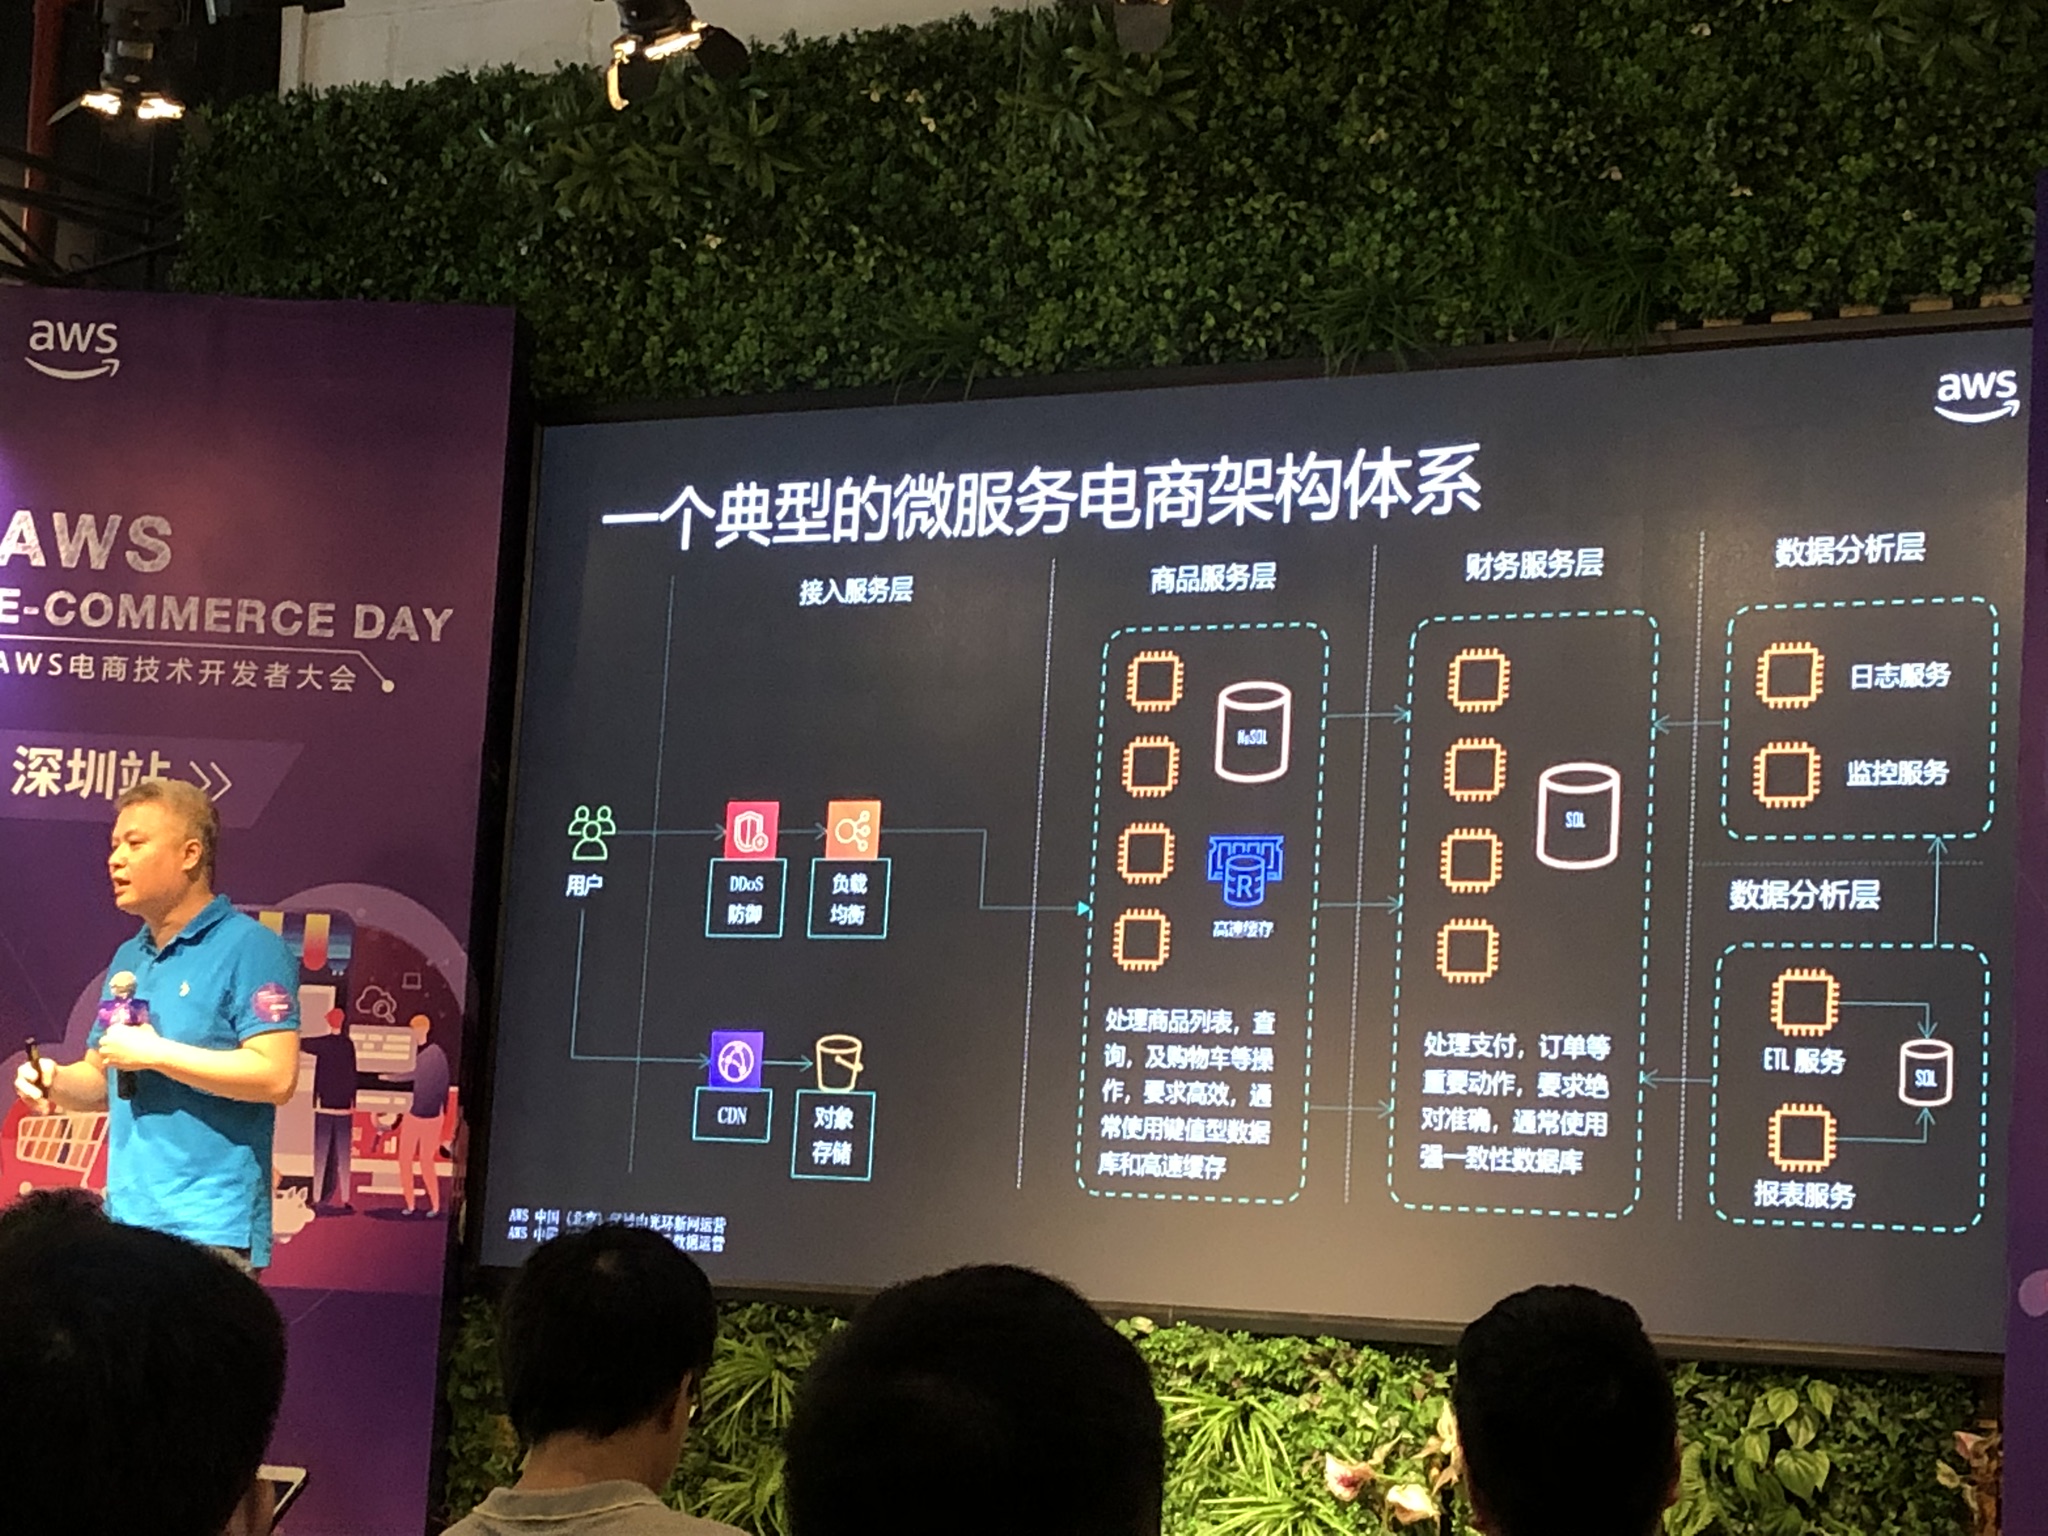 aws
AWS
E-COMMERCE DAY
AWS电商技术开发者大会
深圳站
aws
一个典型的微服务电商架构体系
接入服务层
商品服务层
财务服务层
数据分析层
用户
DDoS
防御
负载
均衡
CDN
对象
存储
NoSQL
R
高速缓存
处理商品列表，查
询，及购物车等操
作，要求高效，通
常使用键值型数据
库和高速缓存
SQL
处理支付，订单等
重要动作，要求绝
对准确，通常使用
强一致性数据库
日志服务
监控服务
数据分析层
ETL 服务
SQL
报表服务
AWS 中国（北京）区域由光环新网运营
AWS 中国 数据运营